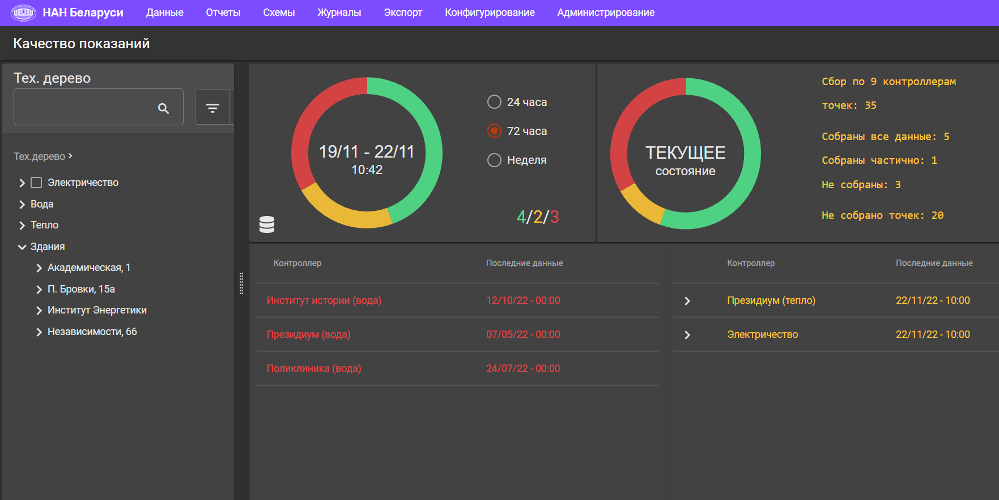 НАН Беларуси Данные Отчеты Схемы Журналы Экспорт Конфигурирование Администрирование
Качество показаний
Тех. дерево
Тех.дерево
Электричество
Вода
Тепло
Здания
Академическая, 1
П. Бровки, 15а
Институт Энергетики
Независимости, 66
19/11 - 22/11
10:42
24 часа
72 часа
Неделя
4/2/3
ТЕКУЩЕЕ
состояние
Сбор по 9 контроллерам
точек: 35
Собраны все данные: 5
Собраны частично: 1
Не собраны: 3
Не собрано точек: 20
Контроллер Последние данные
Институт истории (вода) 12/10/22 - 00:00
Президиум (вода) 07/05/22 - 00:00
Поликлиника (вода) 24/07/22 - 00:00
Контроллер Последние данные
Президиум (тепло) 22/11/22 - 10:00
Электричество 22/11/22 - 10:00